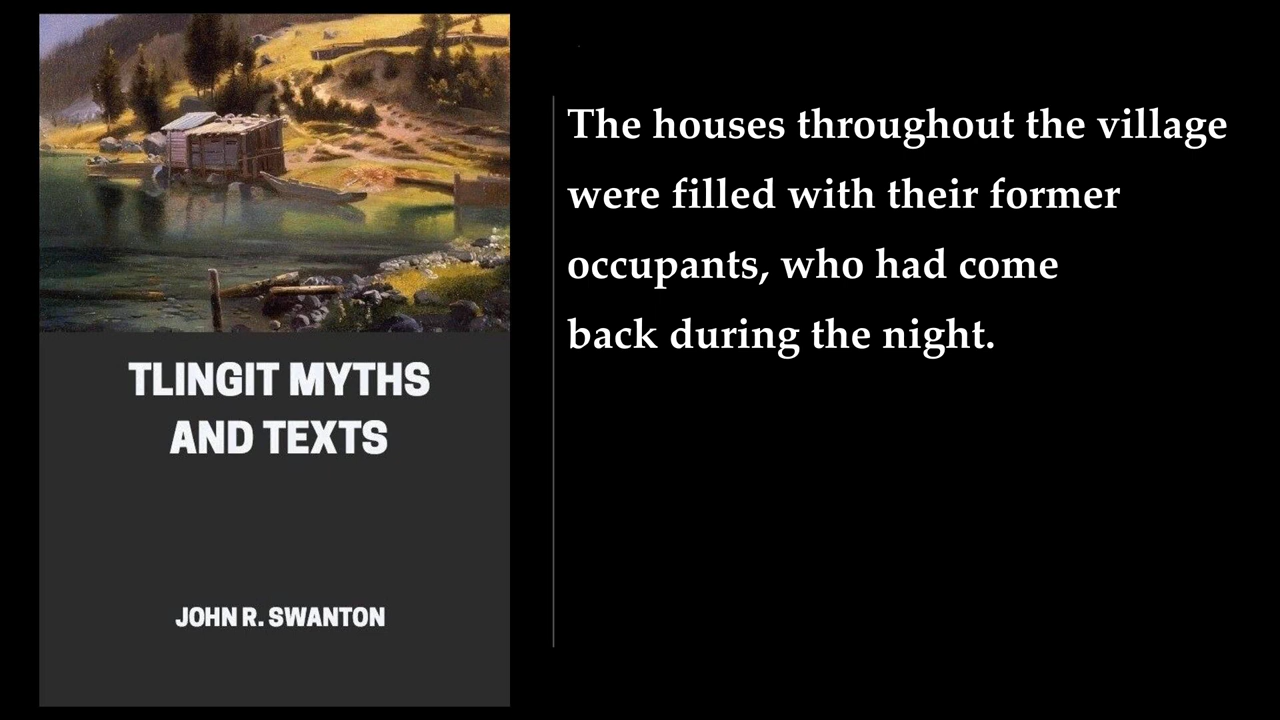 TLINGIT MYTHS
AND TEXTS
JOHN R. SWANTON
The houses throughout the village
were filled with their former
occupants, who had come
back during the night.